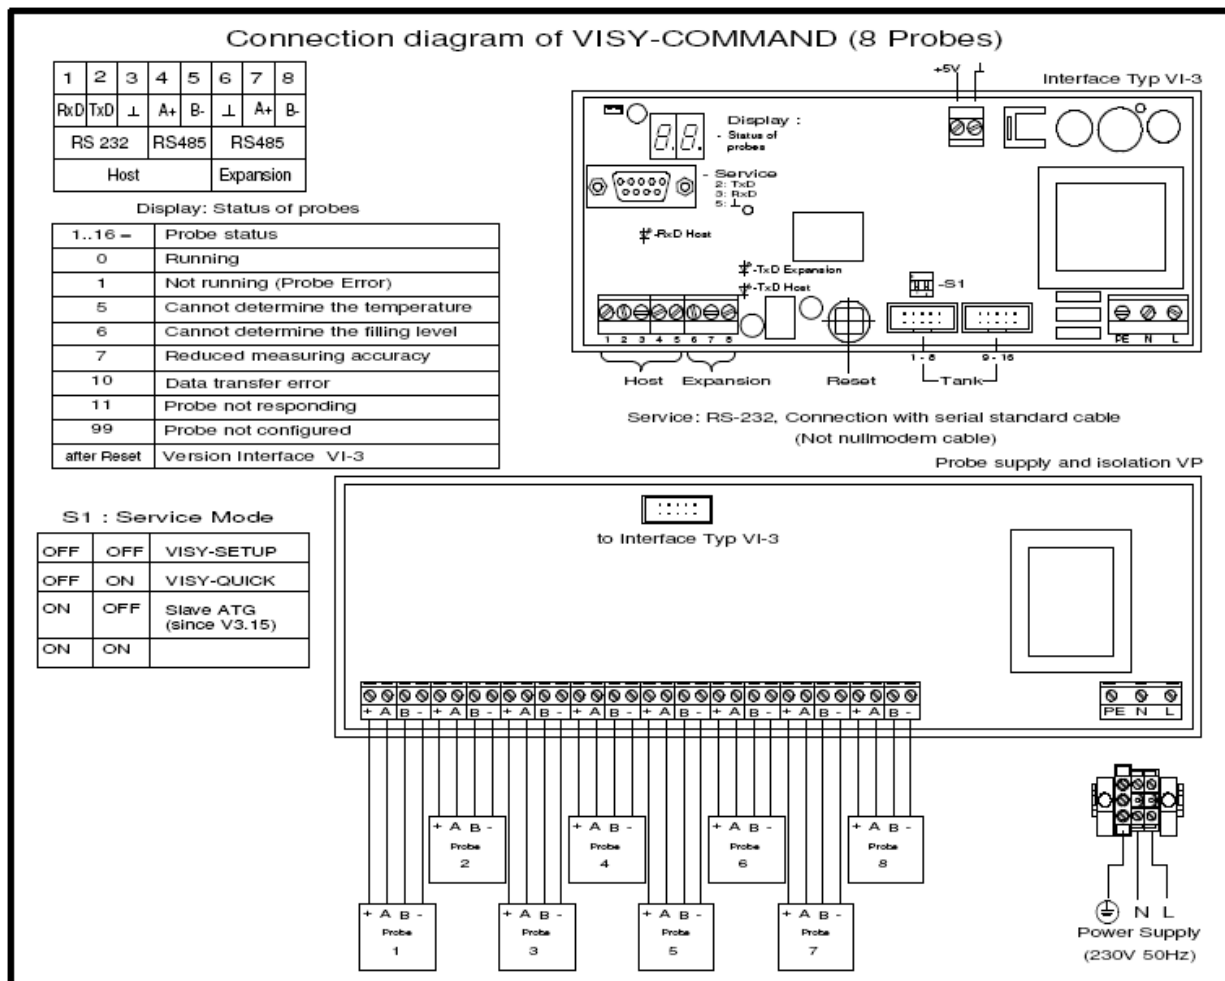 Connection diagram of VISY-COMMAND (8 Probes)
1 2 3 4 5 6 7 8
RxD TxD ⊥ A+ B- ⊥ A+ B-
RS 232 RS485 RS485
Host Expansion
Display: Status of probes
1..16 – Probe status
0 Running
1 Not running (Probe Error)
5 Cannot determine the temperature
6 Cannot determine the filling level
7 Reduced measuring accuracy
10 Data transfer error
11 Probe not responding
99 Probe not configured
after Reset Version Interface VI-3
S1 : Service Mode
OFF OFF VISY-SETUP
OFF ON VISY-QUICK
ON OFF Slave ATG
(since V3.15)
ON ON
+5V ⊥
Interface Typ VI-3
8.8.
Display :
- Status of
probes
- Service
2: TxD
3: RxD
5: ⊥
-RxD Host
-TxD Expansion
-TxD Host
-S1
1 2 3 4 5 6 7 8
Host Expansion
Reset
1 - 8 9 - 16
Tank
PE N L
Service: RS-232, Connection with serial standard cable
(Not nullmodem cable)
Probe supply and isolation VP
to Interface Typ VI-3
+ A B - + A B - + A B - + A B - + A B - + A B - + A B - + A B -
PE N L
+ A B -
Probe
2
+ A B -
Probe
4
+ A B -
Probe
6
+ A B -
Probe
8
+ A B -
Probe
1
+ A B -
Probe
3
+ A B -
Probe
5
+ A B -
Probe
7
N L
Power Supply
(230V 50Hz)